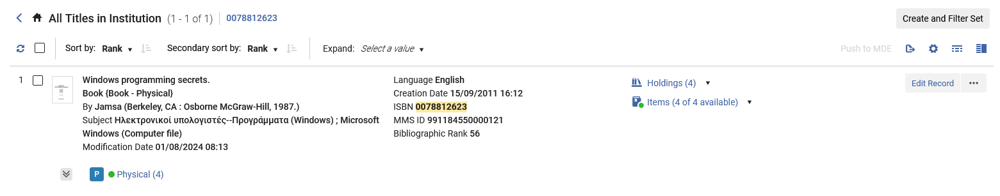 All Titles in Institution (1 - 1 of 1) 0078812623 Create and Filter Set
Sort by: Rank Secondary sort by: Rank Expand: Select a value Push to MDE
1 Windows programming secrets. Language English Holdings (4) Edit Record
Book {Book - Physical} Creation Date 15/09/2011 16:12
By Jamsa (Berkeley, CA : Osborne McGraw-Hill, 1987.) ISBN 0078812623 Items (4 of 4 available)
Subject Ηλεκτρονικοί υπολογιστές--Προγράμματα (Windows) ; Microsoft MMS ID 991184550000121
Windows (Computer file) Bibliographic Rank 56
Modification Date 01/08/2024 08:13
P Physical (4)